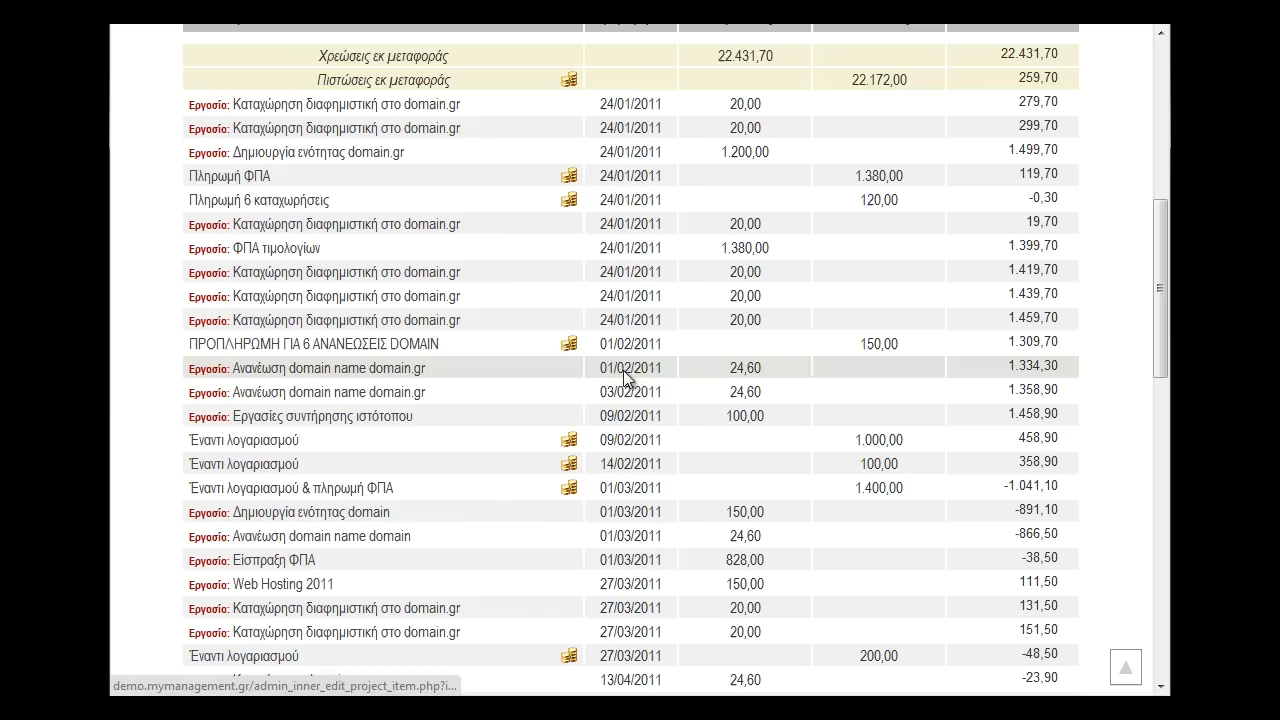 Χρεώσεις εκ μεταφοράς 22.431,70 22.431,70
Πιστώσεις εκ μεταφοράς 22.172,00 259,70
Εργασία: Καταχώρηση διαφημιστική στο domain.gr 24/01/2011 20,00 279,70
Εργασία: Καταχώρηση διαφημιστική στο domain.gr 24/01/2011 20,00 299,70
Εργασία: Δημιουργία ενότητας domain.gr 24/01/2011 1.200,00 1.499,70
Πληρωμή ΦΠΑ 24/01/2011 1.380,00 119,70
Πληρωμή 6 καταχωρήσεις 24/01/2011 120,00 -0,30
Εργασία: Καταχώρηση διαφημιστική στο domain.gr 24/01/2011 20,00 19,70
Εργασία: ΦΠΑ τιμολογίων 24/01/2011 1.380,00 1.399,70
Εργασία: Καταχώρηση διαφημιστική στο domain.gr 24/01/2011 20,00 1.419,70
Εργασία: Καταχώρηση διαφημιστική στο domain.gr 24/01/2011 20,00 1.439,70
Εργασία: Καταχώρηση διαφημιστική στο domain.gr 24/01/2011 20,00 1.459,70
ΠΡΟΠΛΗΡΩΜΗ ΓΙΑ 6 ΑΝΑΝΕΩΣΕΙΣ DOMAIN 01/02/2011 150,00 1.309,70
Εργασία: Ανανέωση domain name domain.gr 01/02/2011 24,60 1.334,30
Εργασία: Ανανέωση domain name domain.gr 03/02/2011 24,60 1.358,90
Εργασία: Εργασίες συντήρησης ιστότοπου 09/02/2011 100,00 1.458,90
Έναντι λογαριασμού 09/02/2011 1.000,00 458,90
Έναντι λογαριασμού 14/02/2011 100,00 358,90
Έναντι λογαριασμού & πληρωμή ΦΠΑ 01/03/2011 1.400,00 -1.041,10
Εργασία: Δημιουργία ενότητας domain 01/03/2011 150,00 -891,10
Εργασία: Ανανέωση domain name domain 01/03/2011 24,60 -866,50
Εργασία: Είσπραξη ΦΠΑ 01/03/2011 828,00 -38,50
Εργασία: Web Hosting 2011 27/03/2011 150,00 111,50
Εργασία: Καταχώρηση διαφημιστική στο domain.gr 27/03/2011 20,00 131,50
Εργασία: Καταχώρηση διαφημιστική στο domain.gr 27/03/2011 20,00 151,50
Έναντι λογαριασμού 27/03/2011 200,00 -48,50
13/04/2011 24,60 -23,90
demo.mymanagement.gr/admin_inner_edit_project_item.php?i...